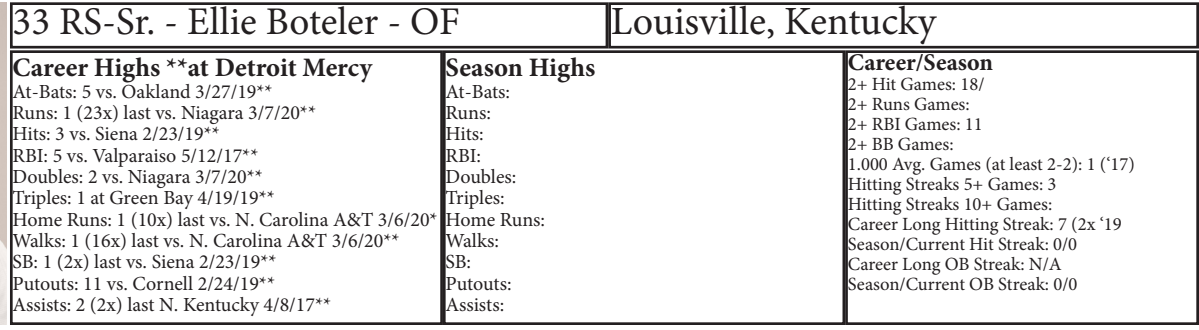 33 RS-Sr. - Ellie Boteler - OF
Louisville, Kentucky
Career Highs **at Detroit Mercy
At-Bats: 5 vs. Oakland 3/27/19**
Runs: 1 (23x) last vs. Niagara 3/7/20**
Hits: 3 vs. Siena 2/23/19**
RBI: 5 vs. Valparaiso 5/12/17**
Doubles: 2 vs. Niagara 3/7/20**
Triples: 1 at Green Bay 4/19/19**
Home Runs: 1 (10x) last vs. N. Carolina A&T 3/6/20*
Walks: 1 (16x) last vs. N. Carolina A&T 3/6/20**
SB: 1 (2x) last vs. Siena 2/23/19**
Putouts: 11 vs. Cornell 2/24/19**
Assists: 2 (2x) last N. Kentucky 4/8/17**
Season Highs
At-Bats:
Runs:
Hits:
RBI:
Doubles:
Triples:
Home Runs:
Walks:
SB:
Putouts:
Assists:
Career/Season
2+ Hit Games: 18/
2+ Runs Games:
2+ RBI Games: 11
2+ BB Games:
1.000 Avg. Games (at least 2-2): 1 (‘17)
Hitting Streaks 5+ Games: 3
Hitting Streaks 10+ Games:
Career Long Hitting Streak: 7 (2x ‘19
Season/Current Hit Streak: 0/0
Career Long OB Streak: N/A
Season/Current OB Streak: 0/0